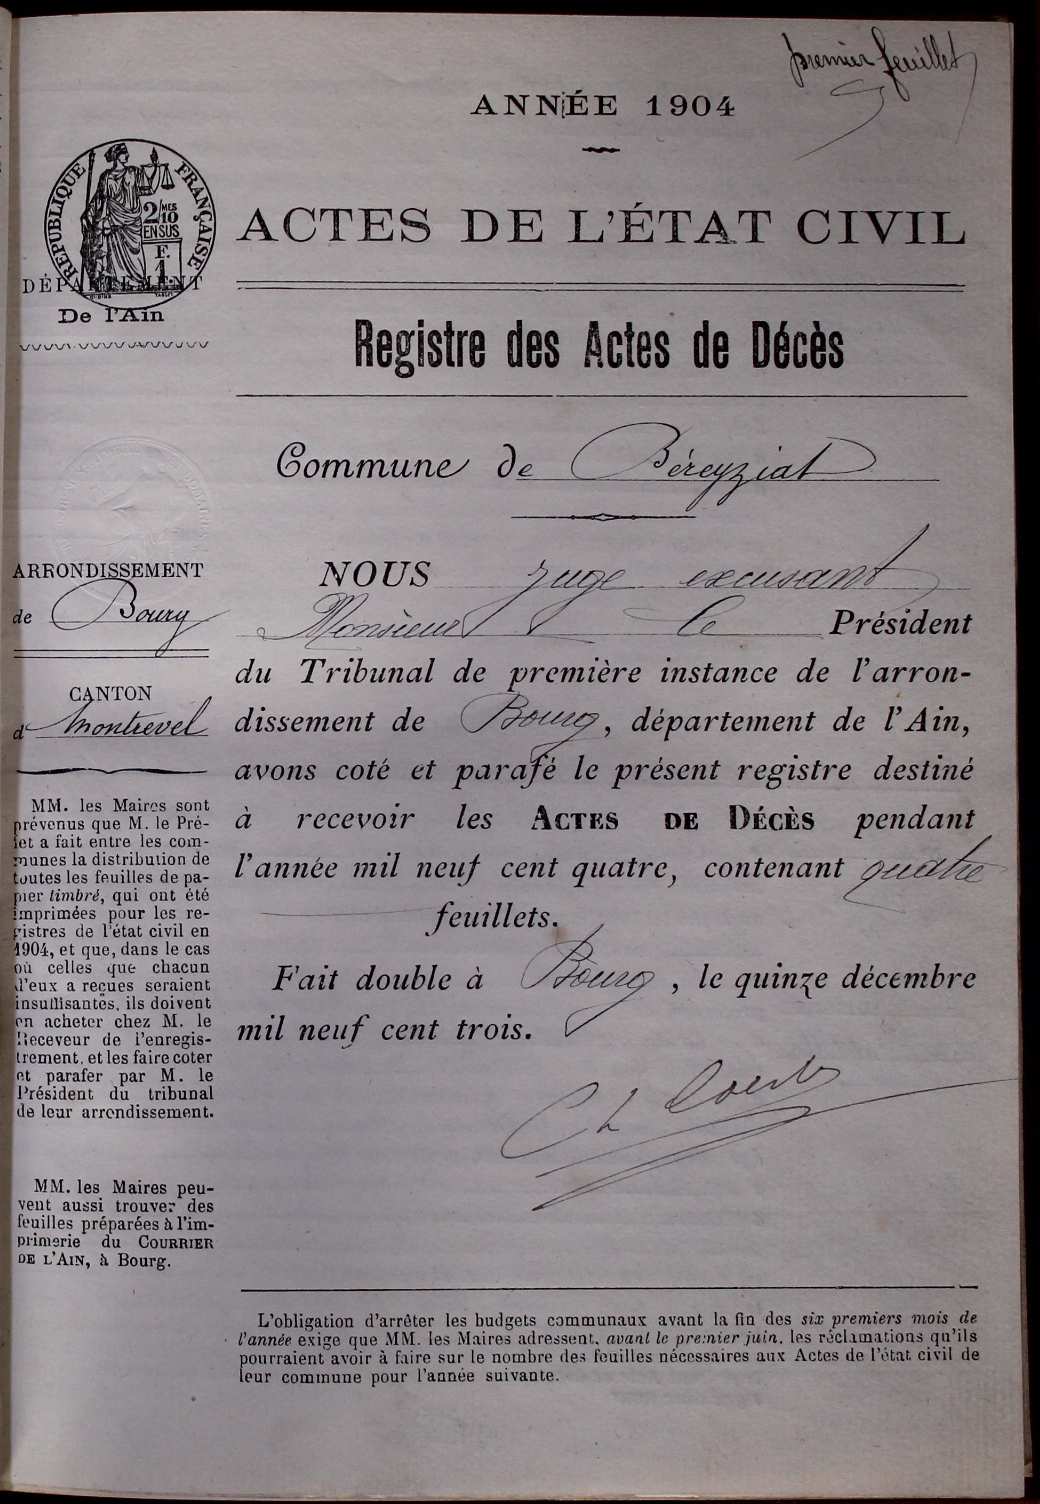 premier feuillet
ANNÉE 1904
RÉPUBLIQUE FRANÇAISE
2/MES
10
EN SUS
F.
1
ACTES DE L'ÉTAT CIVIL
DÉPARTEMENT
De l'Ain
Registre des Actes de Décès
Commune de Béreyziat
ARRONDISSEMENT
de Bourg
CANTON
d Montrevel
MM. les Maires sont
prévenus que M. le Pré-
fet a fait entre les com-
munes la distribution de
toutes les feuilles de pa-
pier timbré, qui ont été
imprimées pour les re-
gistres de l'état civil en
1904, et que, dans le cas
où celles que chacun
d'eux a reçues seraient
insuffisantes, ils doivent
en acheter chez M. le
Receveur de l'enregis-
trement, et les faire coter
et parafer par M. le
Président du tribunal
de leur arrondissement.
MM. les Maires peu-
vent aussi trouver des
feuilles préparées à l'im-
primerie du COURRIER
DE L'AIN, à Bourg.
NOUS juge excusant
Monsieur le Président
du Tribunal de première instance de l'arron-
dissement de Bourg, département de l'Ain,
avons coté et parafé le présent registre destiné
à recevoir les ACTES DE DÉCÈS pendant
l'année mil neuf cent quatre, contenant quatre
feuillets.
Fait double à Bourg, le quinze décembre
mil neuf cent trois.
L'obligation d'arrêter les budgets communaux avant la fin des six premiers mois de
l'année exige que MM. les Maires adressent, avant le premier juin, les réclamations qu'ils
pourraient avoir à faire sur le nombre des feuilles nécessaires aux Actes de l'état civil de
leur commune pour l'année suivante.